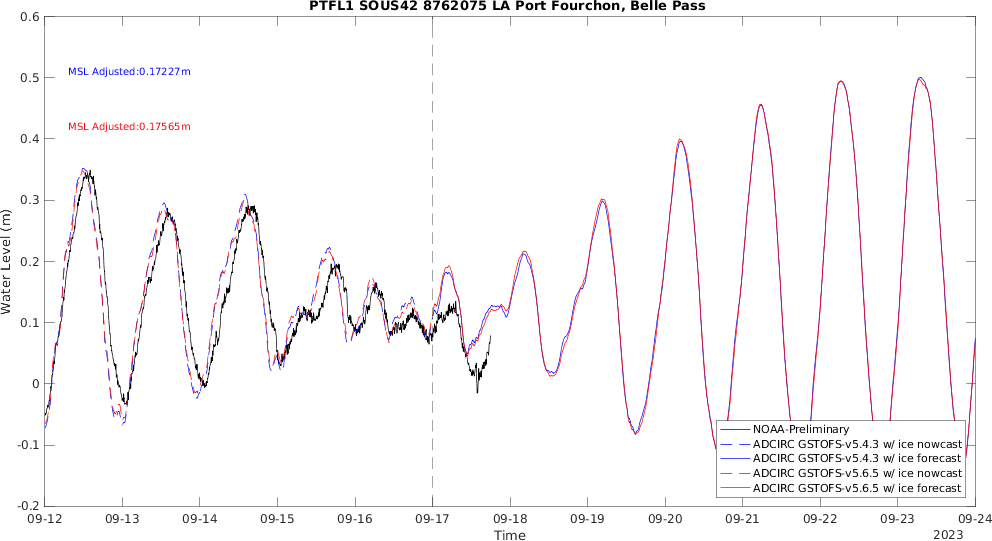 PTFL1 SOUS42 8762075 LA Port Fourchon, Belle Pass
0.6
0.5
0.4
0.3
0.2
0.1
0
-0.1
-0.2
Water Level (m)
MSL Adjusted:0.17227m
MSL Adjusted:0.17565m
NOAA-Preliminary
ADCIRC GSTOFS-v5.4.3 w/ ice nowcast
ADCIRC GSTOFS-v5.4.3 w/ ice forecast
ADCIRC GSTOFS-v5.6.5 w/ ice nowcast
ADCIRC GSTOFS-v5.6.5 w/ ice forecast
09-12 09-13 09-14 09-15 09-16 09-17 09-18 09-19 09-20 09-21 09-22 09-23 09-24
Time
2023